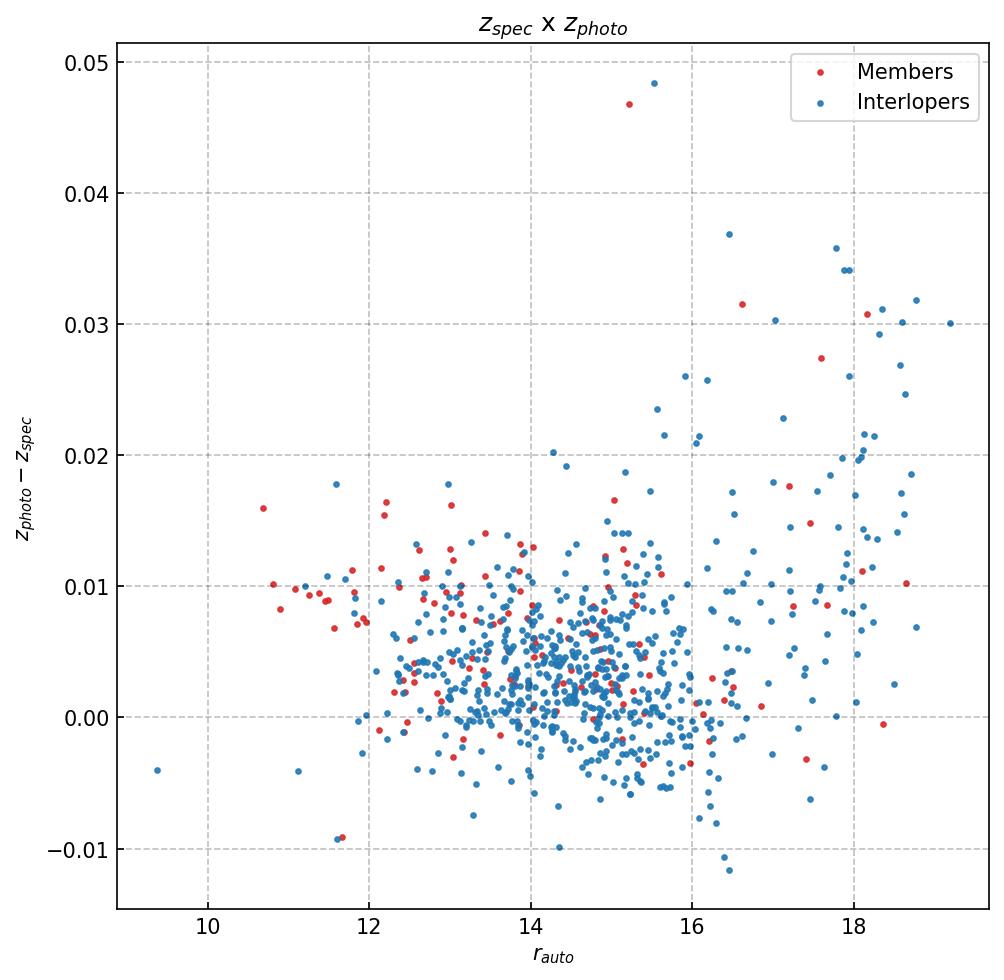 z_spec x z_photo
0.05
0.04
0.03
0.02
0.01
0.00
−0.01
z_photo − z_spec
Members
Interlopers
10
12
14
16
18
r_auto